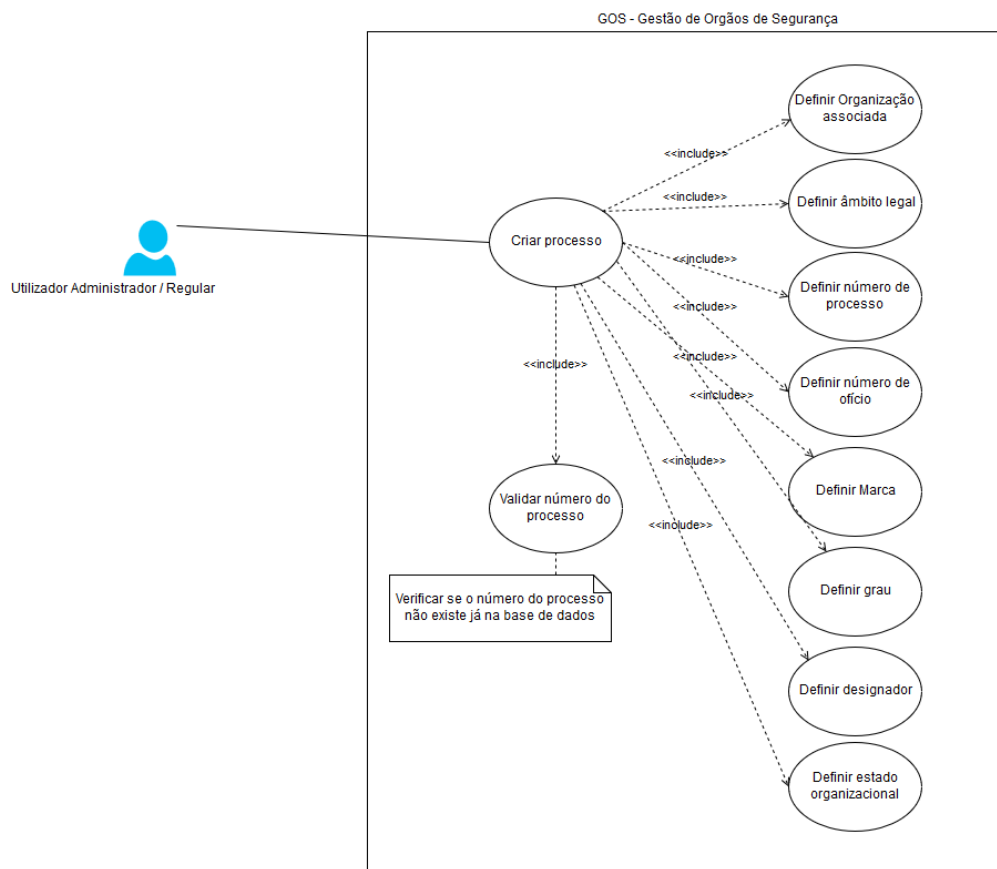 GOS - Gestão de Orgãos de Segurança
Definir Organização
associada
<<include>>
Definir âmbito legal
<<include>>
Criar processo
Utilizador Administrador / Regular
<<include>>
Definir número de
processo
<<include>>
Definir número de
ofício
<<include>>
<<include>>
<<include>>
Definir Marca
<<include>>
Validar número do
processo
<<include>>
Verificar se o número do processo
não existe já na base de dados
Definir grau
Definir designador
Definir estado
organizacional